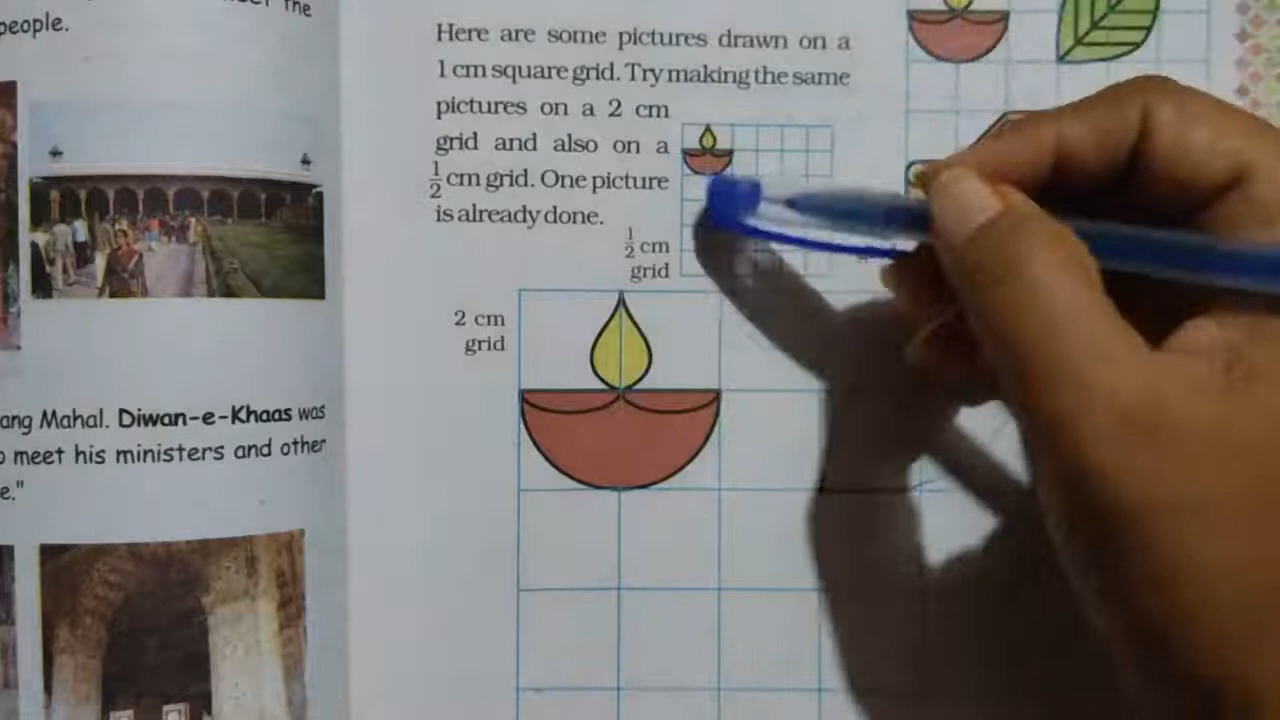 the
people.
ang Mahal. Diwan-e-Khaas was
o meet his ministers and other
e."
Here are some pictures drawn on a
1 cm square grid. Try making the same
pictures on a 2 cm
grid and also on a
1/2 cm grid. One picture
is already done.
1/2 cm
grid
2 cm
grid